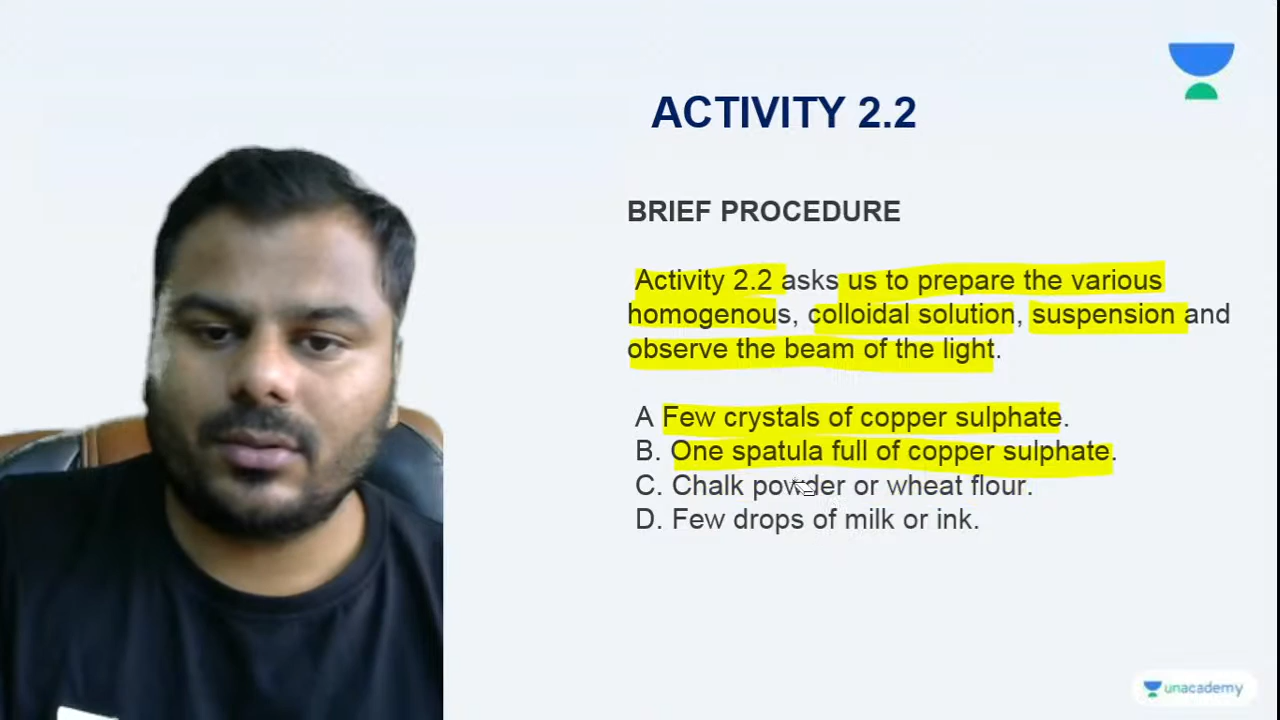 ACTIVITY 2.2
BRIEF PROCEDURE
Activity 2.2 asks us to prepare the various
homogenous, colloidal solution, suspension and
observe the beam of the light.
A Few crystals of copper sulphate.
B. One spatula full of copper sulphate.
C. Chalk powder or wheat flour.
D. Few drops of milk or ink.
unacademy